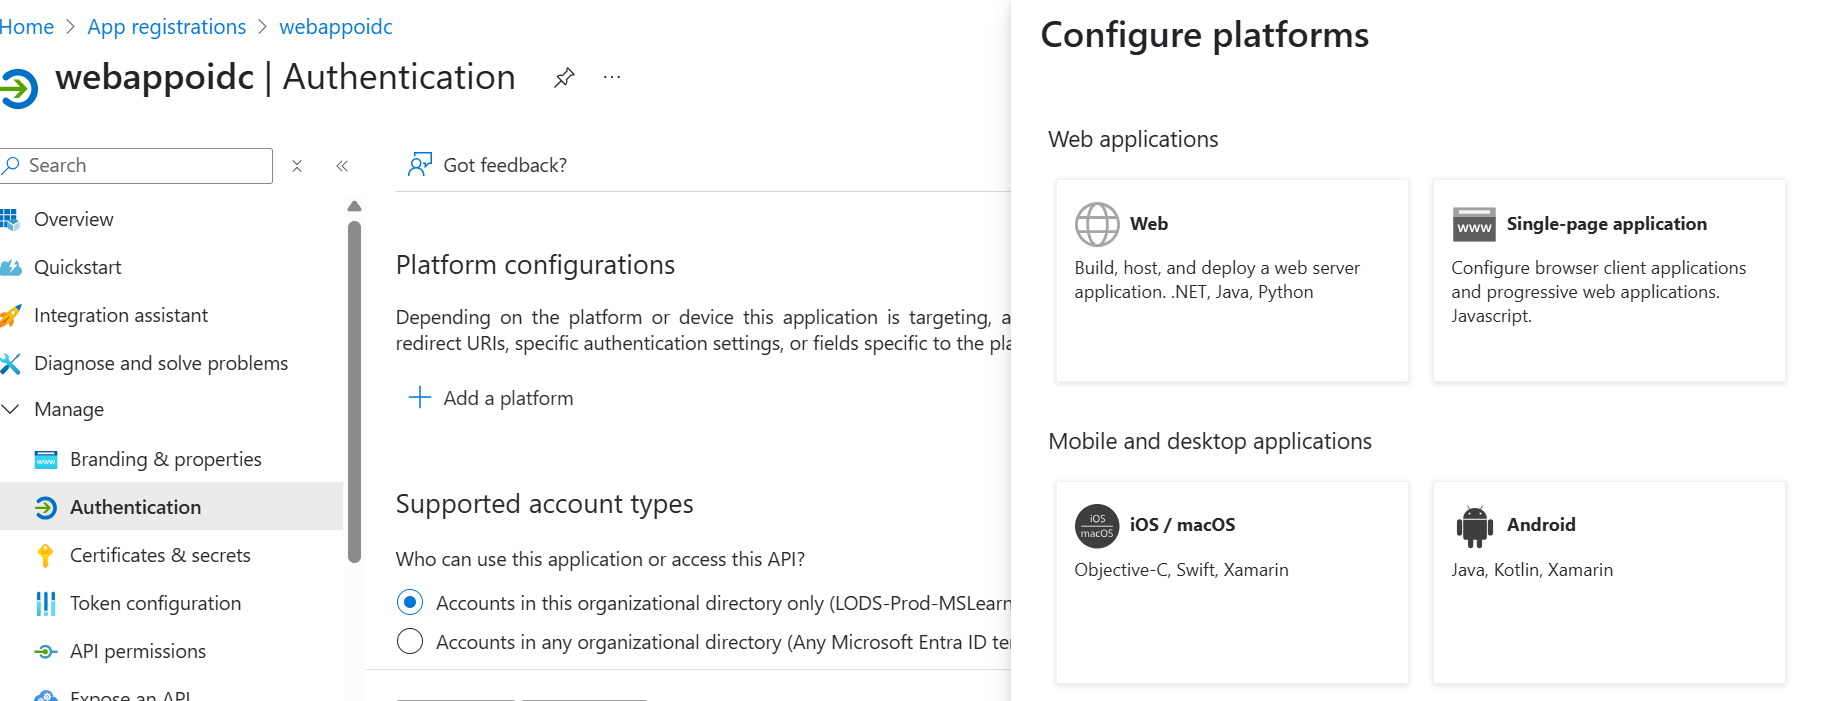 Home > App registrations > webappoidc
webappoidc | Authentication
Search
Overview
Quickstart
Integration assistant
Diagnose and solve problems
Manage
www
Branding & properties
Authentication
Certificates & secrets
Token configuration
API permissions
Expose an API
Got feedback?
Platform configurations
Depending on the platform or device this application is targeting, a
redirect URIs, specific authentication settings, or fields specific to the pla
Add a platform
Supported account types
Who can use this application or access this API?
Accounts in this organizational directory only (LODS-Prod-MSLearn
Accounts in any organizational directory (Any Microsoft Entra ID te
Configure platforms
Web applications
Web
Build, host, and deploy a web server
application. .NET, Java, Python
www
Single-page application
Configure browser client applications
and progressive web applications.
Javascript.
Mobile and desktop applications
iOS
macOS
iOS / macOS
Objective-C, Swift, Xamarin
Android
Java, Kotlin, Xamarin